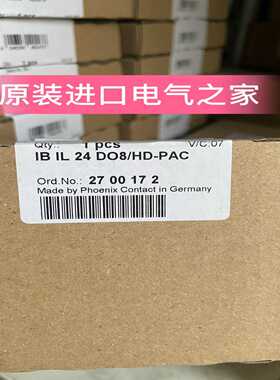 原装进口电气之家
Qty.: 1 pcs V/C.07
IB IL 24 DO8/HD-PAC
Ord.No.: 27 00 17 2
Made by Phoenix Contact in Germany